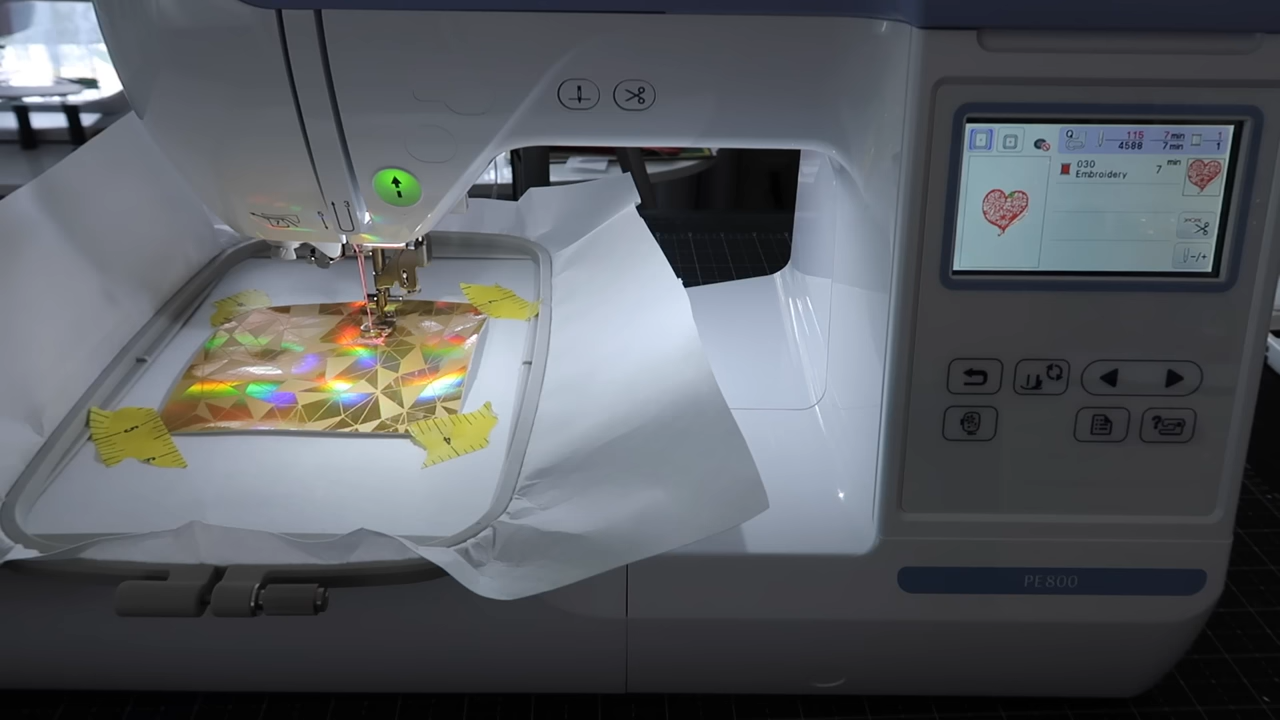 115 7 min 1
4588 7 min 1
030 min
Embroidery 7
-/+
PE800